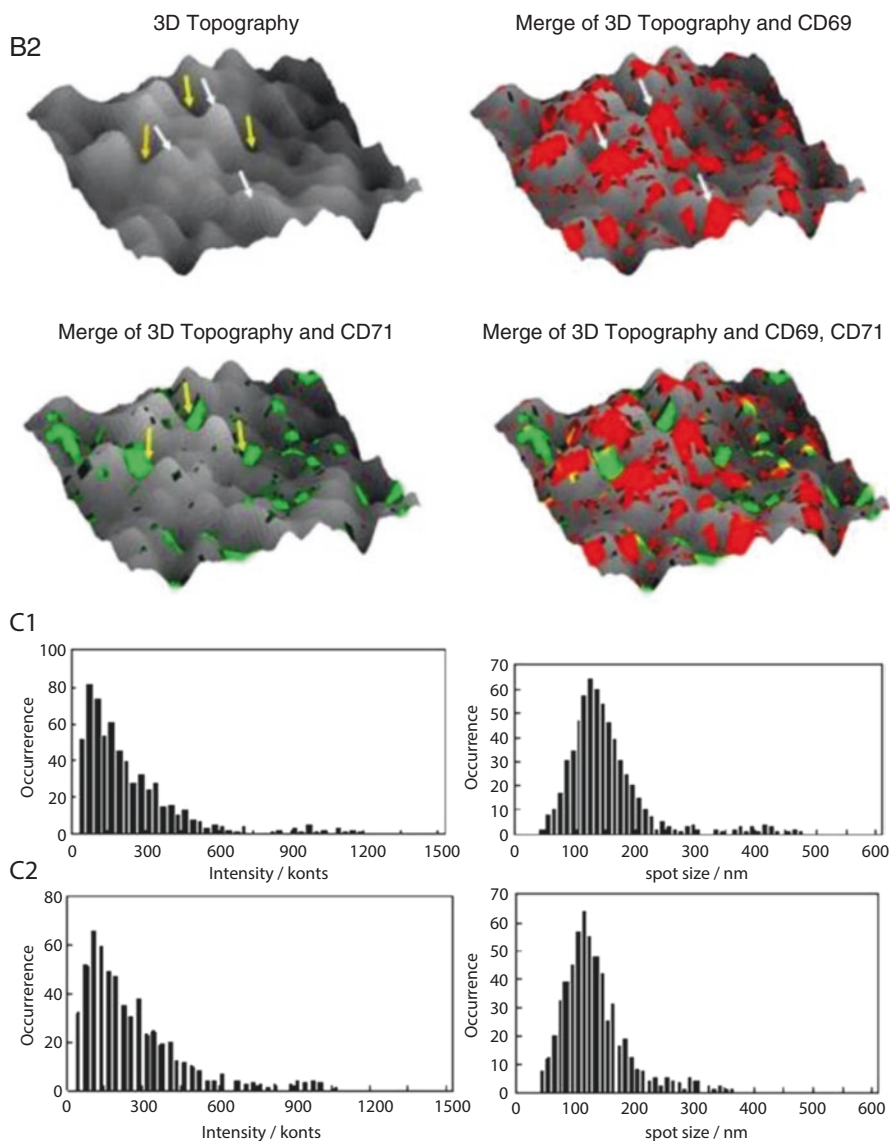 3D Topography
Merge of 3D Topography and CD69
B2
Merge of 3D Topography and CD71
Merge of 3D Topography and CD69, CD71
C1
100
80
60
40
20
0
Occurrerence
0 300 600 900 1200 1500
Intensity / konts
70
60
50
40
30
20
10
0
Occurrence
0 100 200 300 400 500 600
spot size / nm
C2
80
60
40
20
0
Occurrerence
0 300 600 900 1200 1500
Intensity / konts
70
60
50
40
30
20
10
0
Occurrence
0 100 200 300 400 500 600
spot size / nm